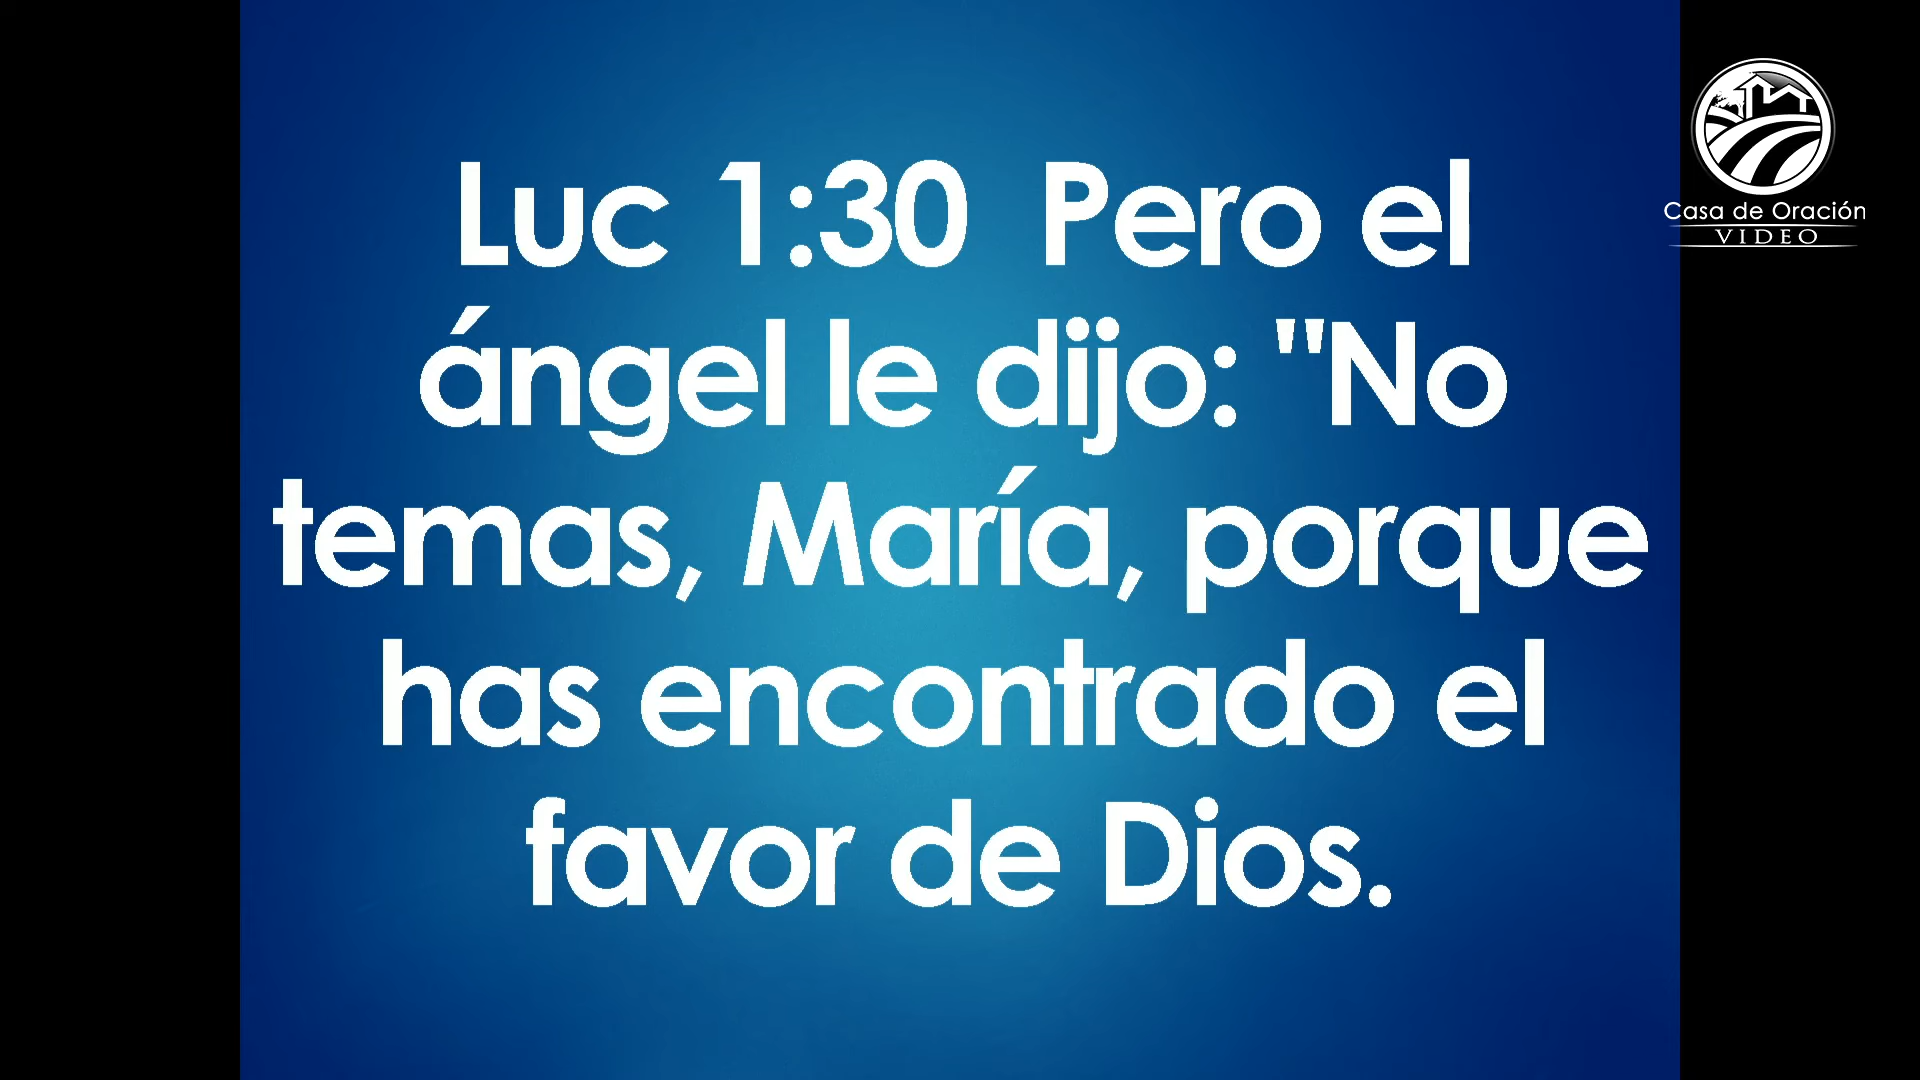 Luc 1:30  Pero el
ángel le dijo: "No
temas, María, porque
has encontrado el
favor de Dios.
Casa de Oración
VIDEO